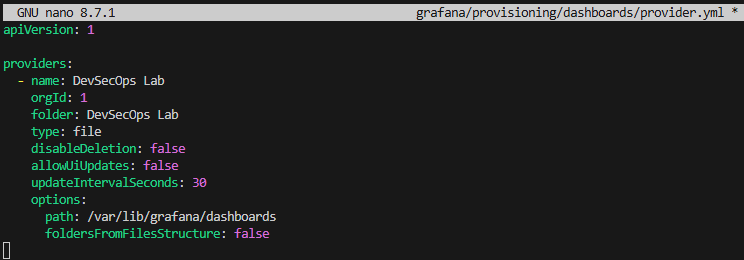 GNU nano 8.7.1 grafana/provisioning/dashboards/provider.yml *
apiVersion: 1
providers:
- name: DevSecOps Lab
orgId: 1
folder: DevSecOps Lab
type: file
disableDeletion: false
allowUiUpdates: false
updateIntervalSeconds: 30
options:
path: /var/lib/grafana/dashboards
foldersFromFilesStructure: false